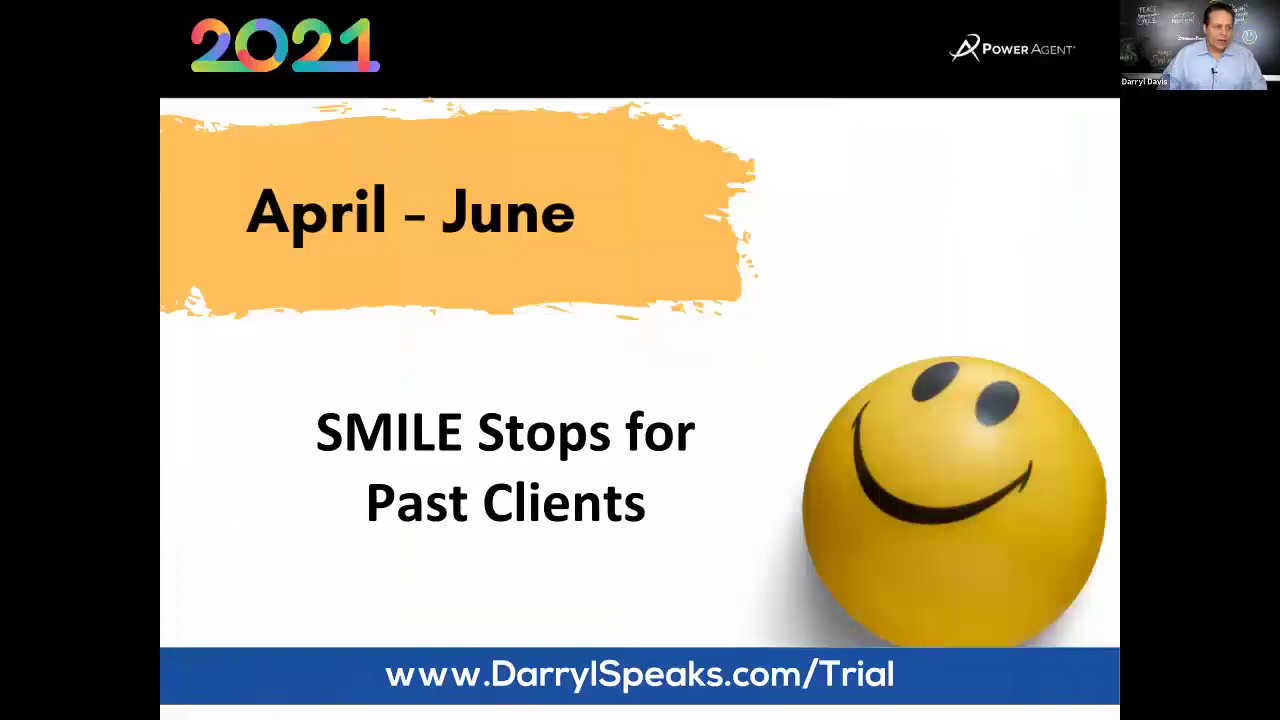 2021
POWER AGENT®
Darryl Davis
April - June
SMILE Stops for
Past Clients
www.DarrylSpeaks.com/Trial